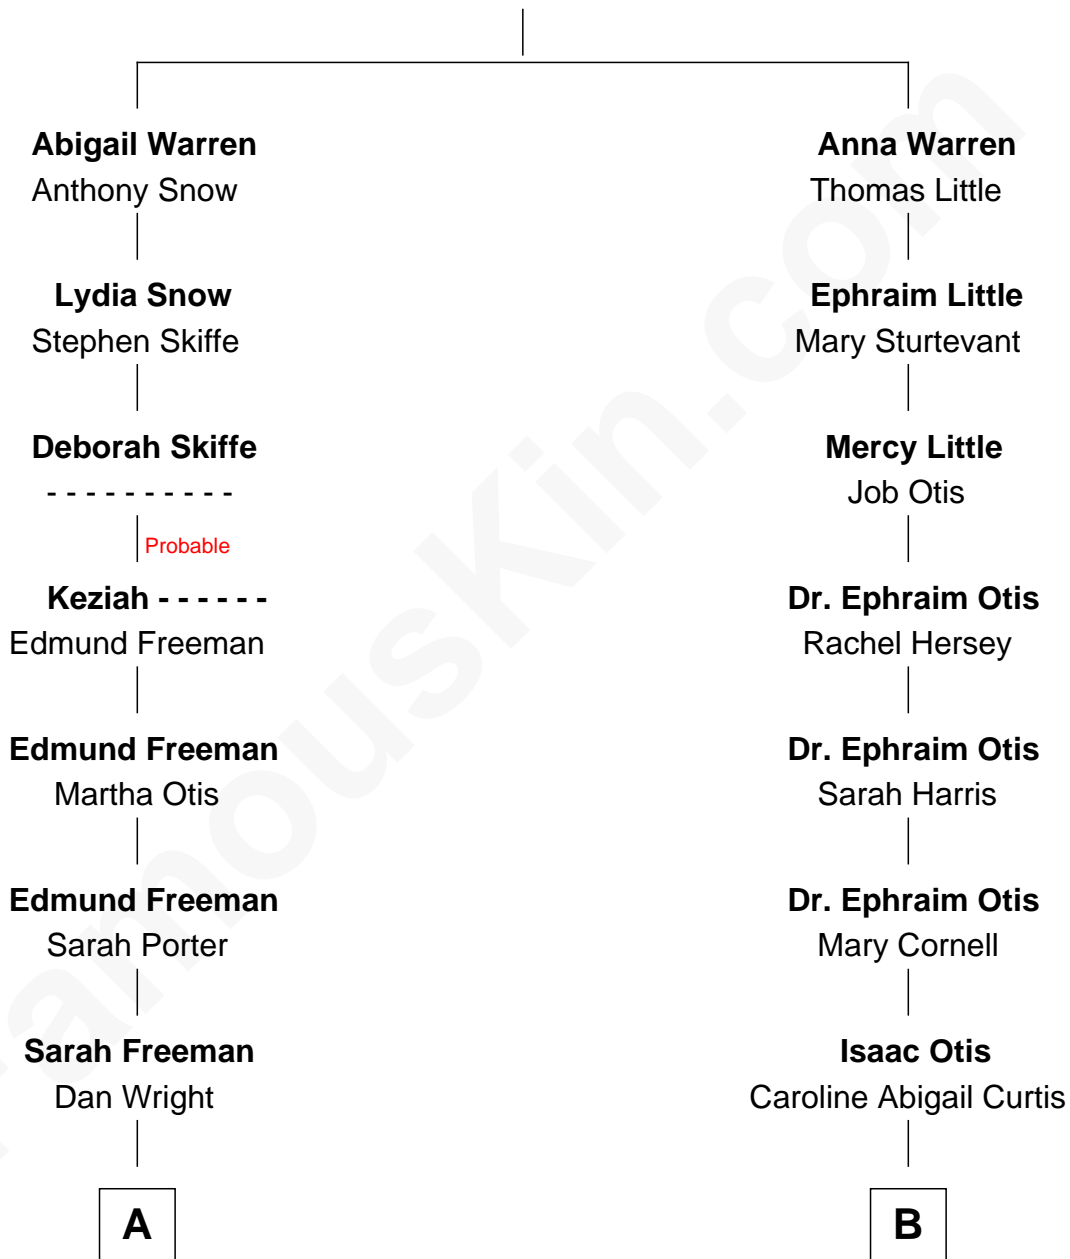 Abigail Warren
Anthony Snow
Anna Warren
Thomas Little
Lydia Snow
Stephen Skiffe
Ephraim Little
Mary Sturtevant
Deborah Skiffe
- - - - - - - - - -
Mercy Little
Job Otis
Probable
Keziah - - - - - -
Edmund Freeman
Dr. Ephraim Otis
Rachel Hersey
Edmund Freeman
Martha Otis
Dr. Ephraim Otis
Sarah Harris
Edmund Freeman
Sarah Porter
Dr. Ephraim Otis
Mary Cornell
Sarah Freeman
Dan Wright
Isaac Otis
Caroline Abigail Curtis
A
B
FamousKin.com